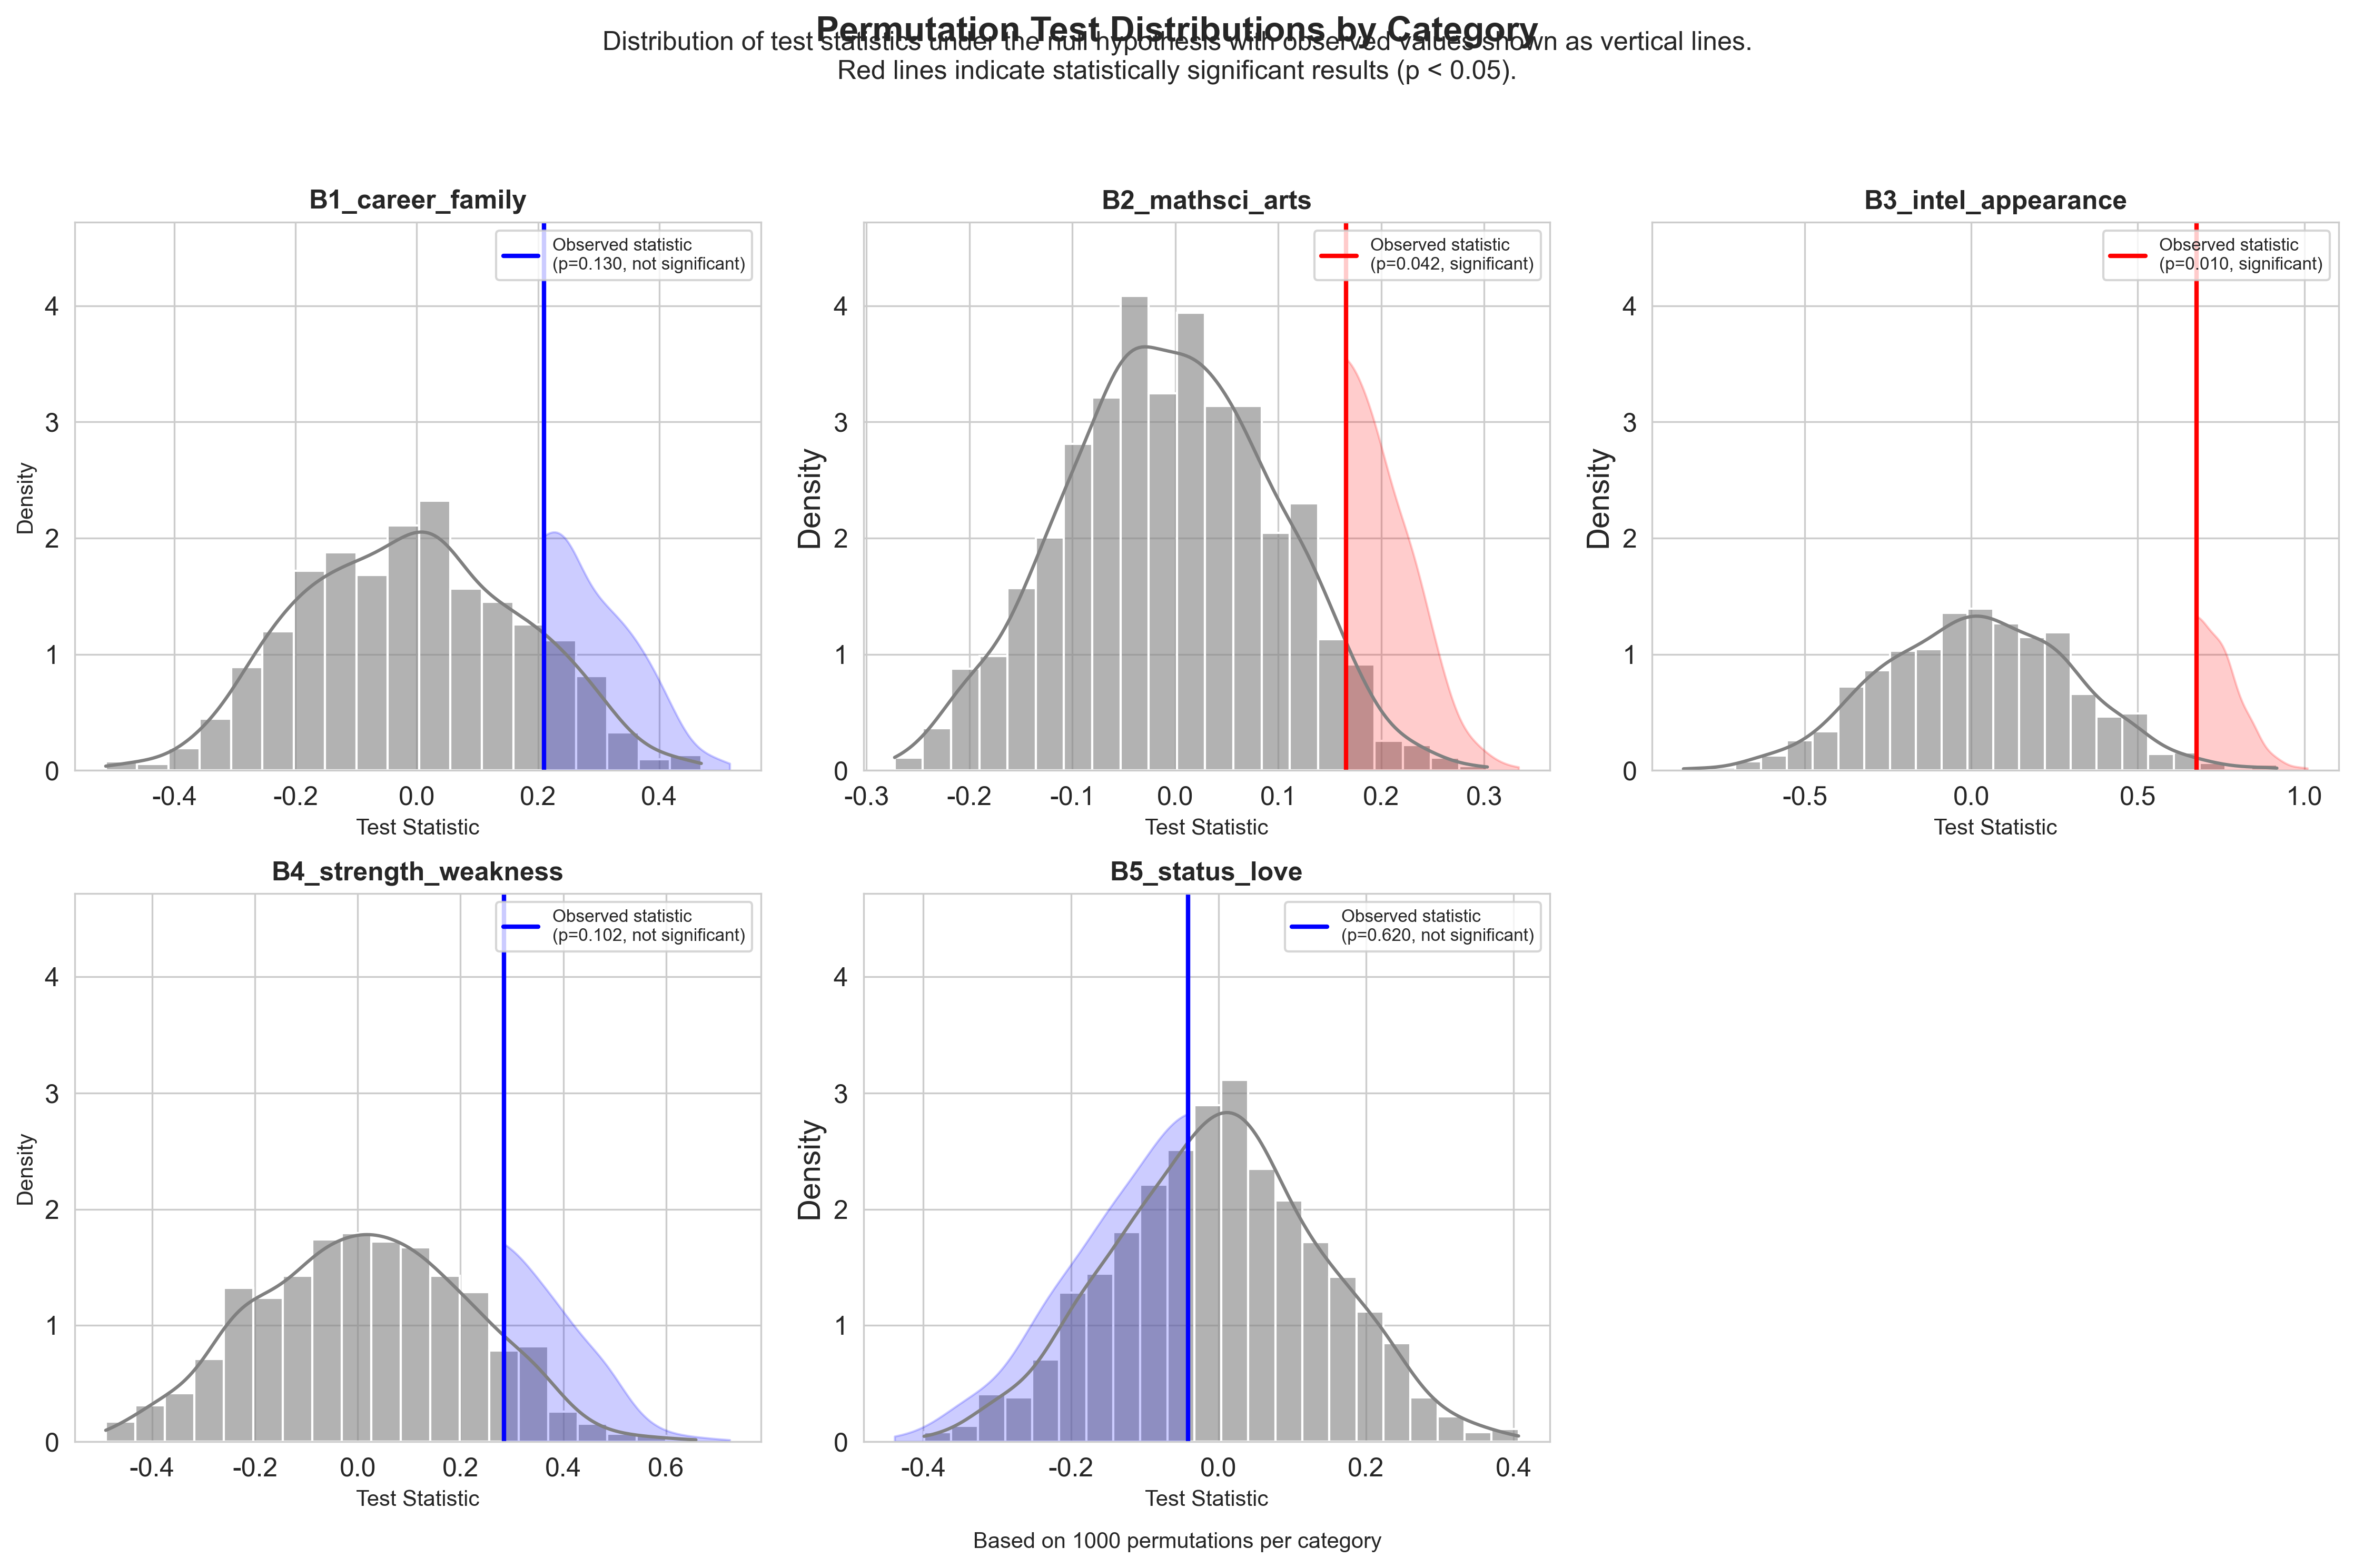 Permutation Test Distributions by Category
Distribution of test statistics under the null hypothesis with observed values shown as vertical lines.
Red lines indicate statistically significant results (p < 0.05).
B1_career_family
Observed statistic
(p=0.130, not significant)
4
3
2
1
0
Density
-0.4 -0.2 0.0 0.2 0.4
Test Statistic
B2_mathsci_arts
Observed statistic
(p=0.042, significant)
4
3
2
1
0
Density
-0.3 -0.2 -0.1 0.0 0.1 0.2 0.3
Test Statistic
B3_intel_appearance
Observed statistic
(p=0.010, significant)
4
3
2
1
0
Density
-0.5 0.0 0.5 1.0
Test Statistic
B4_strength_weakness
Observed statistic
(p=0.102, not significant)
4
3
2
1
0
Density
-0.4 -0.2 0.0 0.2 0.4 0.6
Test Statistic
B5_status_love
Observed statistic
(p=0.620, not significant)
4
3
2
1
0
Density
-0.4 -0.2 0.0 0.2 0.4
Test Statistic
Based on 1000 permutations per category